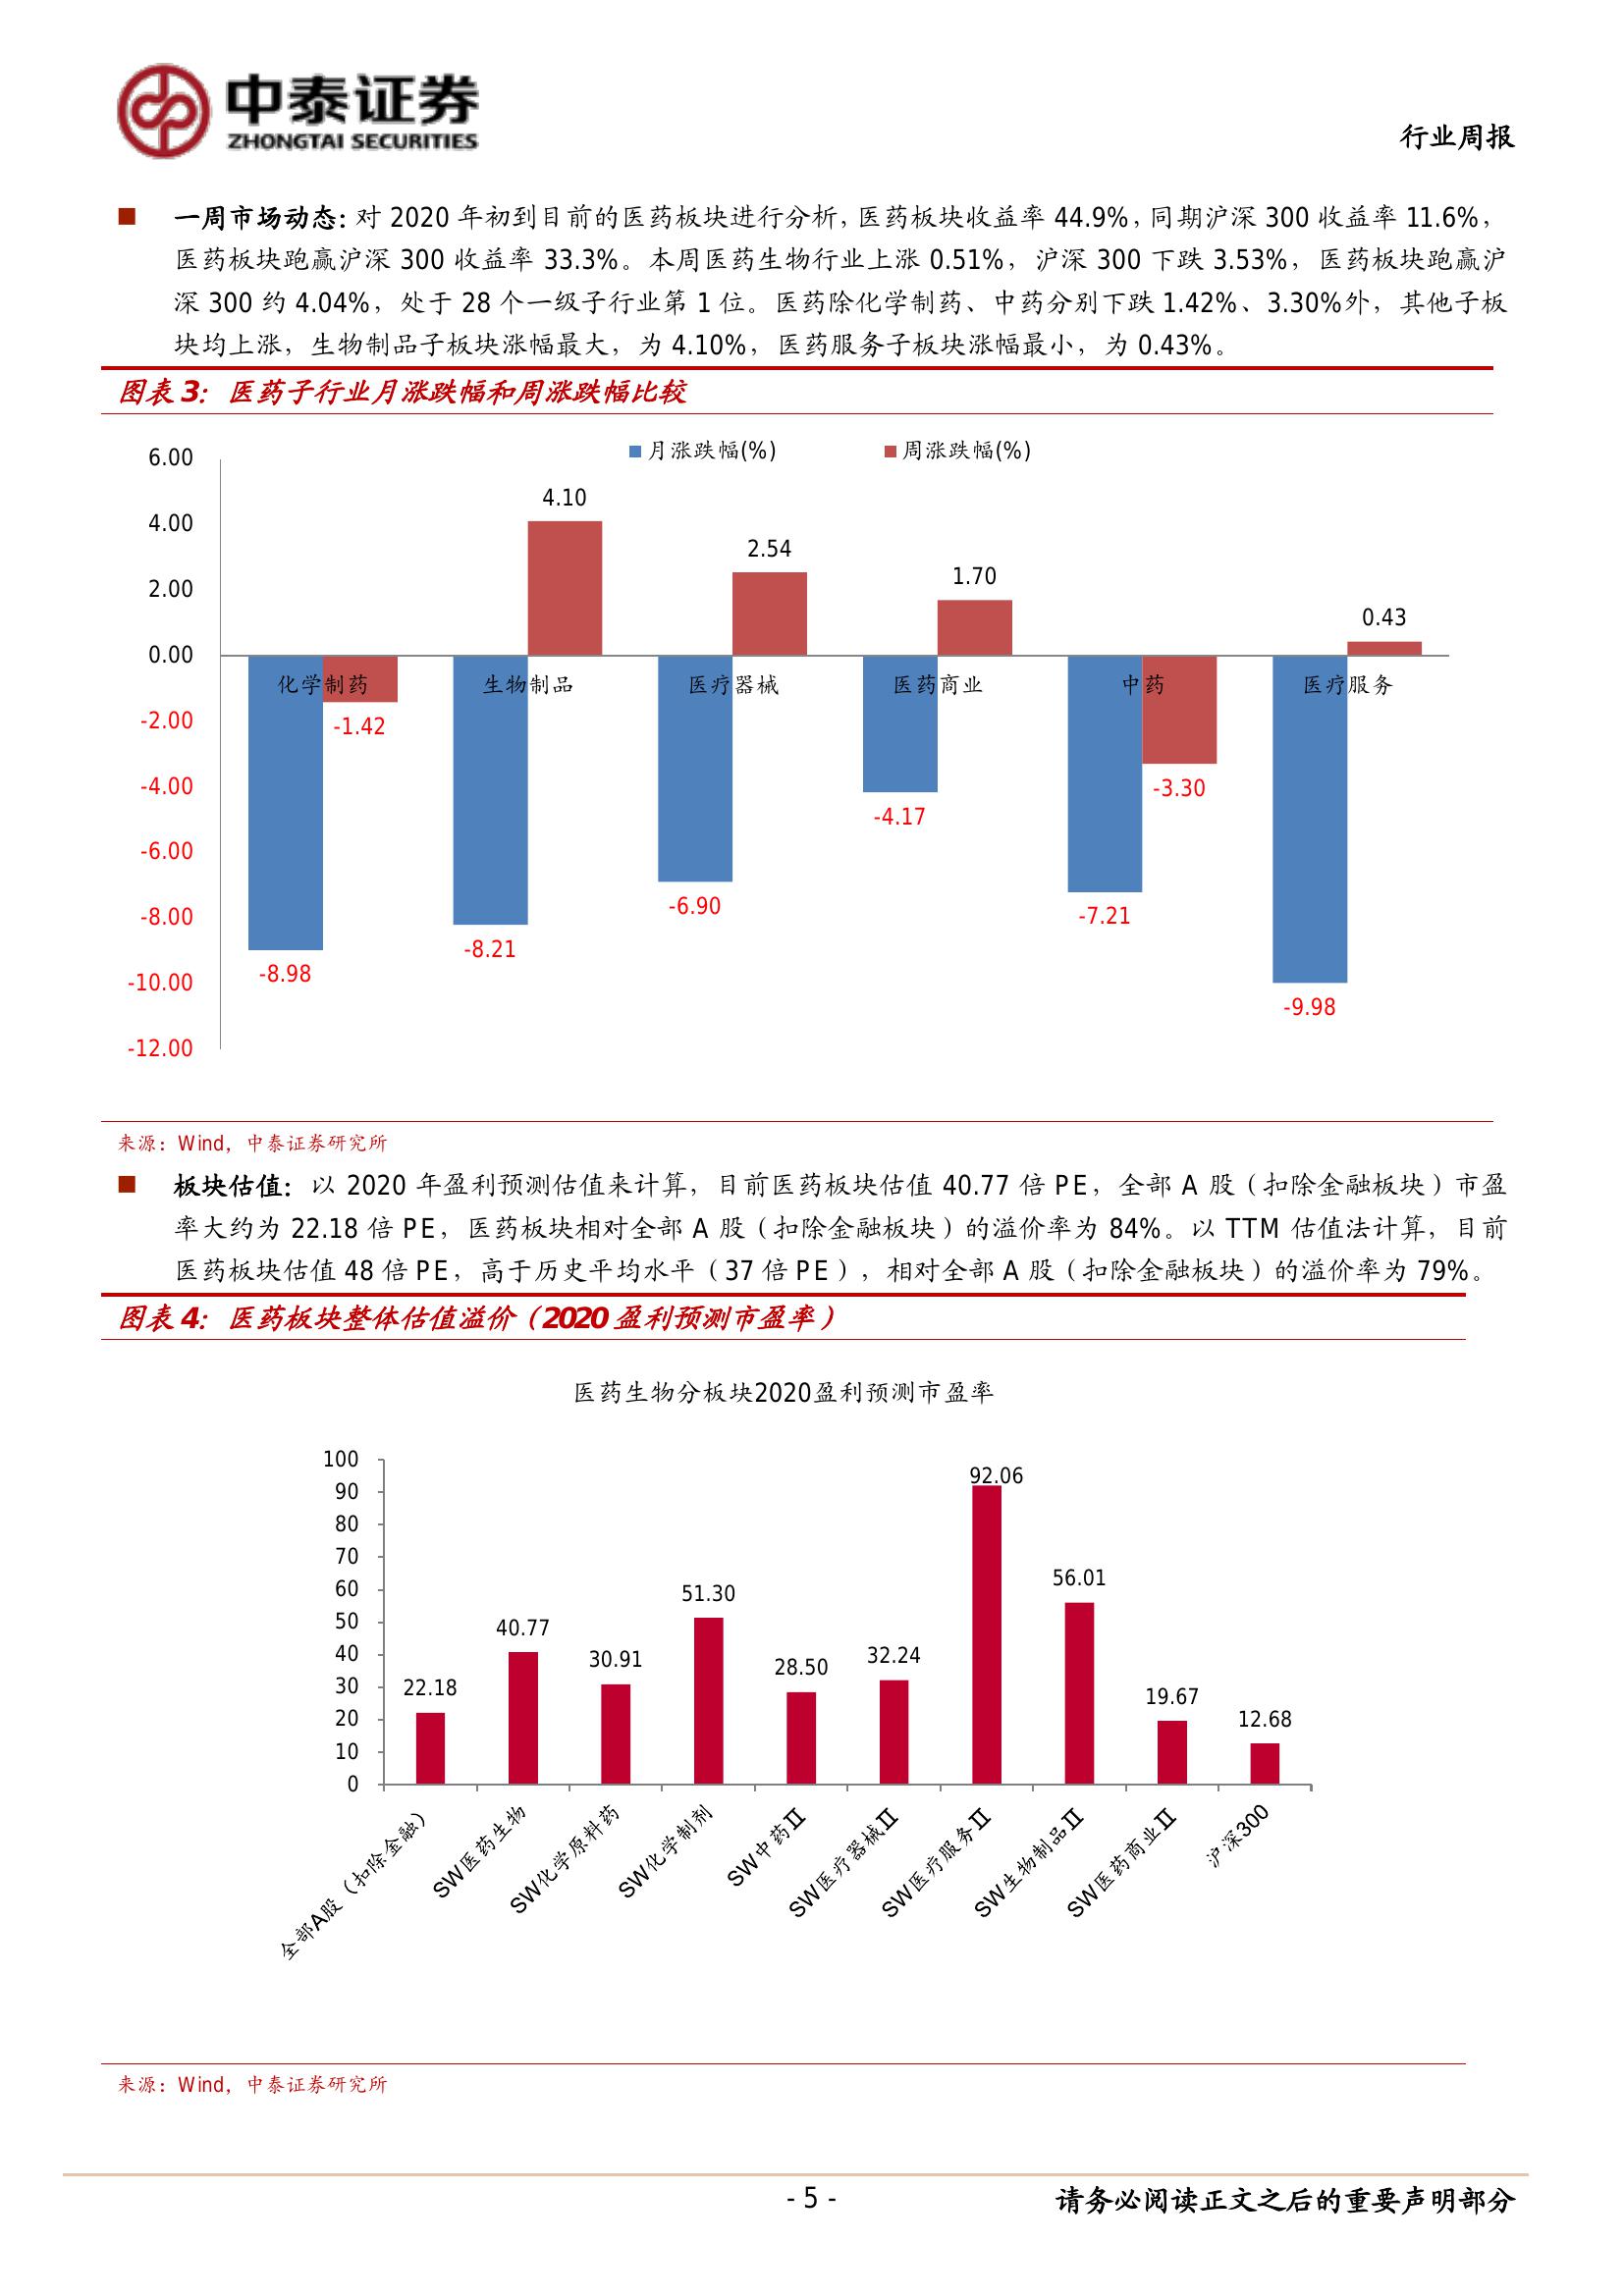 中泰证券
ZHONGTAI SECURITIES
行业周报
■ 一周市场动态：对 2020 年初到目前的医药板块进行分析，医药板块收益率 44.9%，同期沪深 300 收益率 11.6%，
医药板块跑赢沪深 300 收益率 33.3%。本周医药生物行业上涨 0.51%，沪深 300 下跌 3.53%，医药板块跑赢沪
深 300 约 4.04%，处于 28 个一级子行业第 1 位。医药除化学制药、中药分别下跌 1.42%、3.30%外，其他子板
块均上涨，生物制品子板块涨幅最大，为 4.10%，医药服务子板块涨幅最小，为 0.43%。
图表 3：医药子行业月涨跌幅和周涨跌幅比较
月涨跌幅(%) 周涨跌幅(%)
6.00
4.00
2.00
0.00
-2.00
-4.00
-6.00
-8.00
-10.00
-12.00
4.10
2.54
1.70
0.43
化学制药 生物制品 医疗器械 医药商业 中药 医疗服务
-1.42
-3.30
-8.98
-8.21
-6.90
-4.17
-7.21
-9.98
来源：Wind，中泰证券研究所
■ 板块估值：以 2020 年盈利预测估值来计算，目前医药板块估值 40.77 倍 PE，全部 A 股（扣除金融板块）市盈
率大约为 22.18 倍 PE，医药板块相对全部 A 股（扣除金融板块）的溢价率为 84%。以 TTM 估值法计算，目前
医药板块估值 48 倍 PE，高于历史平均水平（37 倍 PE），相对全部 A 股（扣除金融板块）的溢价率为 79%。
图表 4：医药板块整体估值溢价（2020 盈利预测市盈率）
医药生物分板块2020盈利预测市盈率
100
90
80
70
60
50
40
30
20
10
0
22.18
40.77
30.91
51.30
28.50
32.24
92.06
56.01
19.67
12.68
全部A股（扣除金融）
SW医药生物
SW化学原料药
SW化学制剂
SW中药Ⅱ
SW医疗器械Ⅱ
SW医疗服务Ⅱ
SW生物制品Ⅱ
SW医药商业Ⅱ
沪深300
来源：Wind，中泰证券研究所
- 5 -
请务必阅读正文之后的重要声明部分